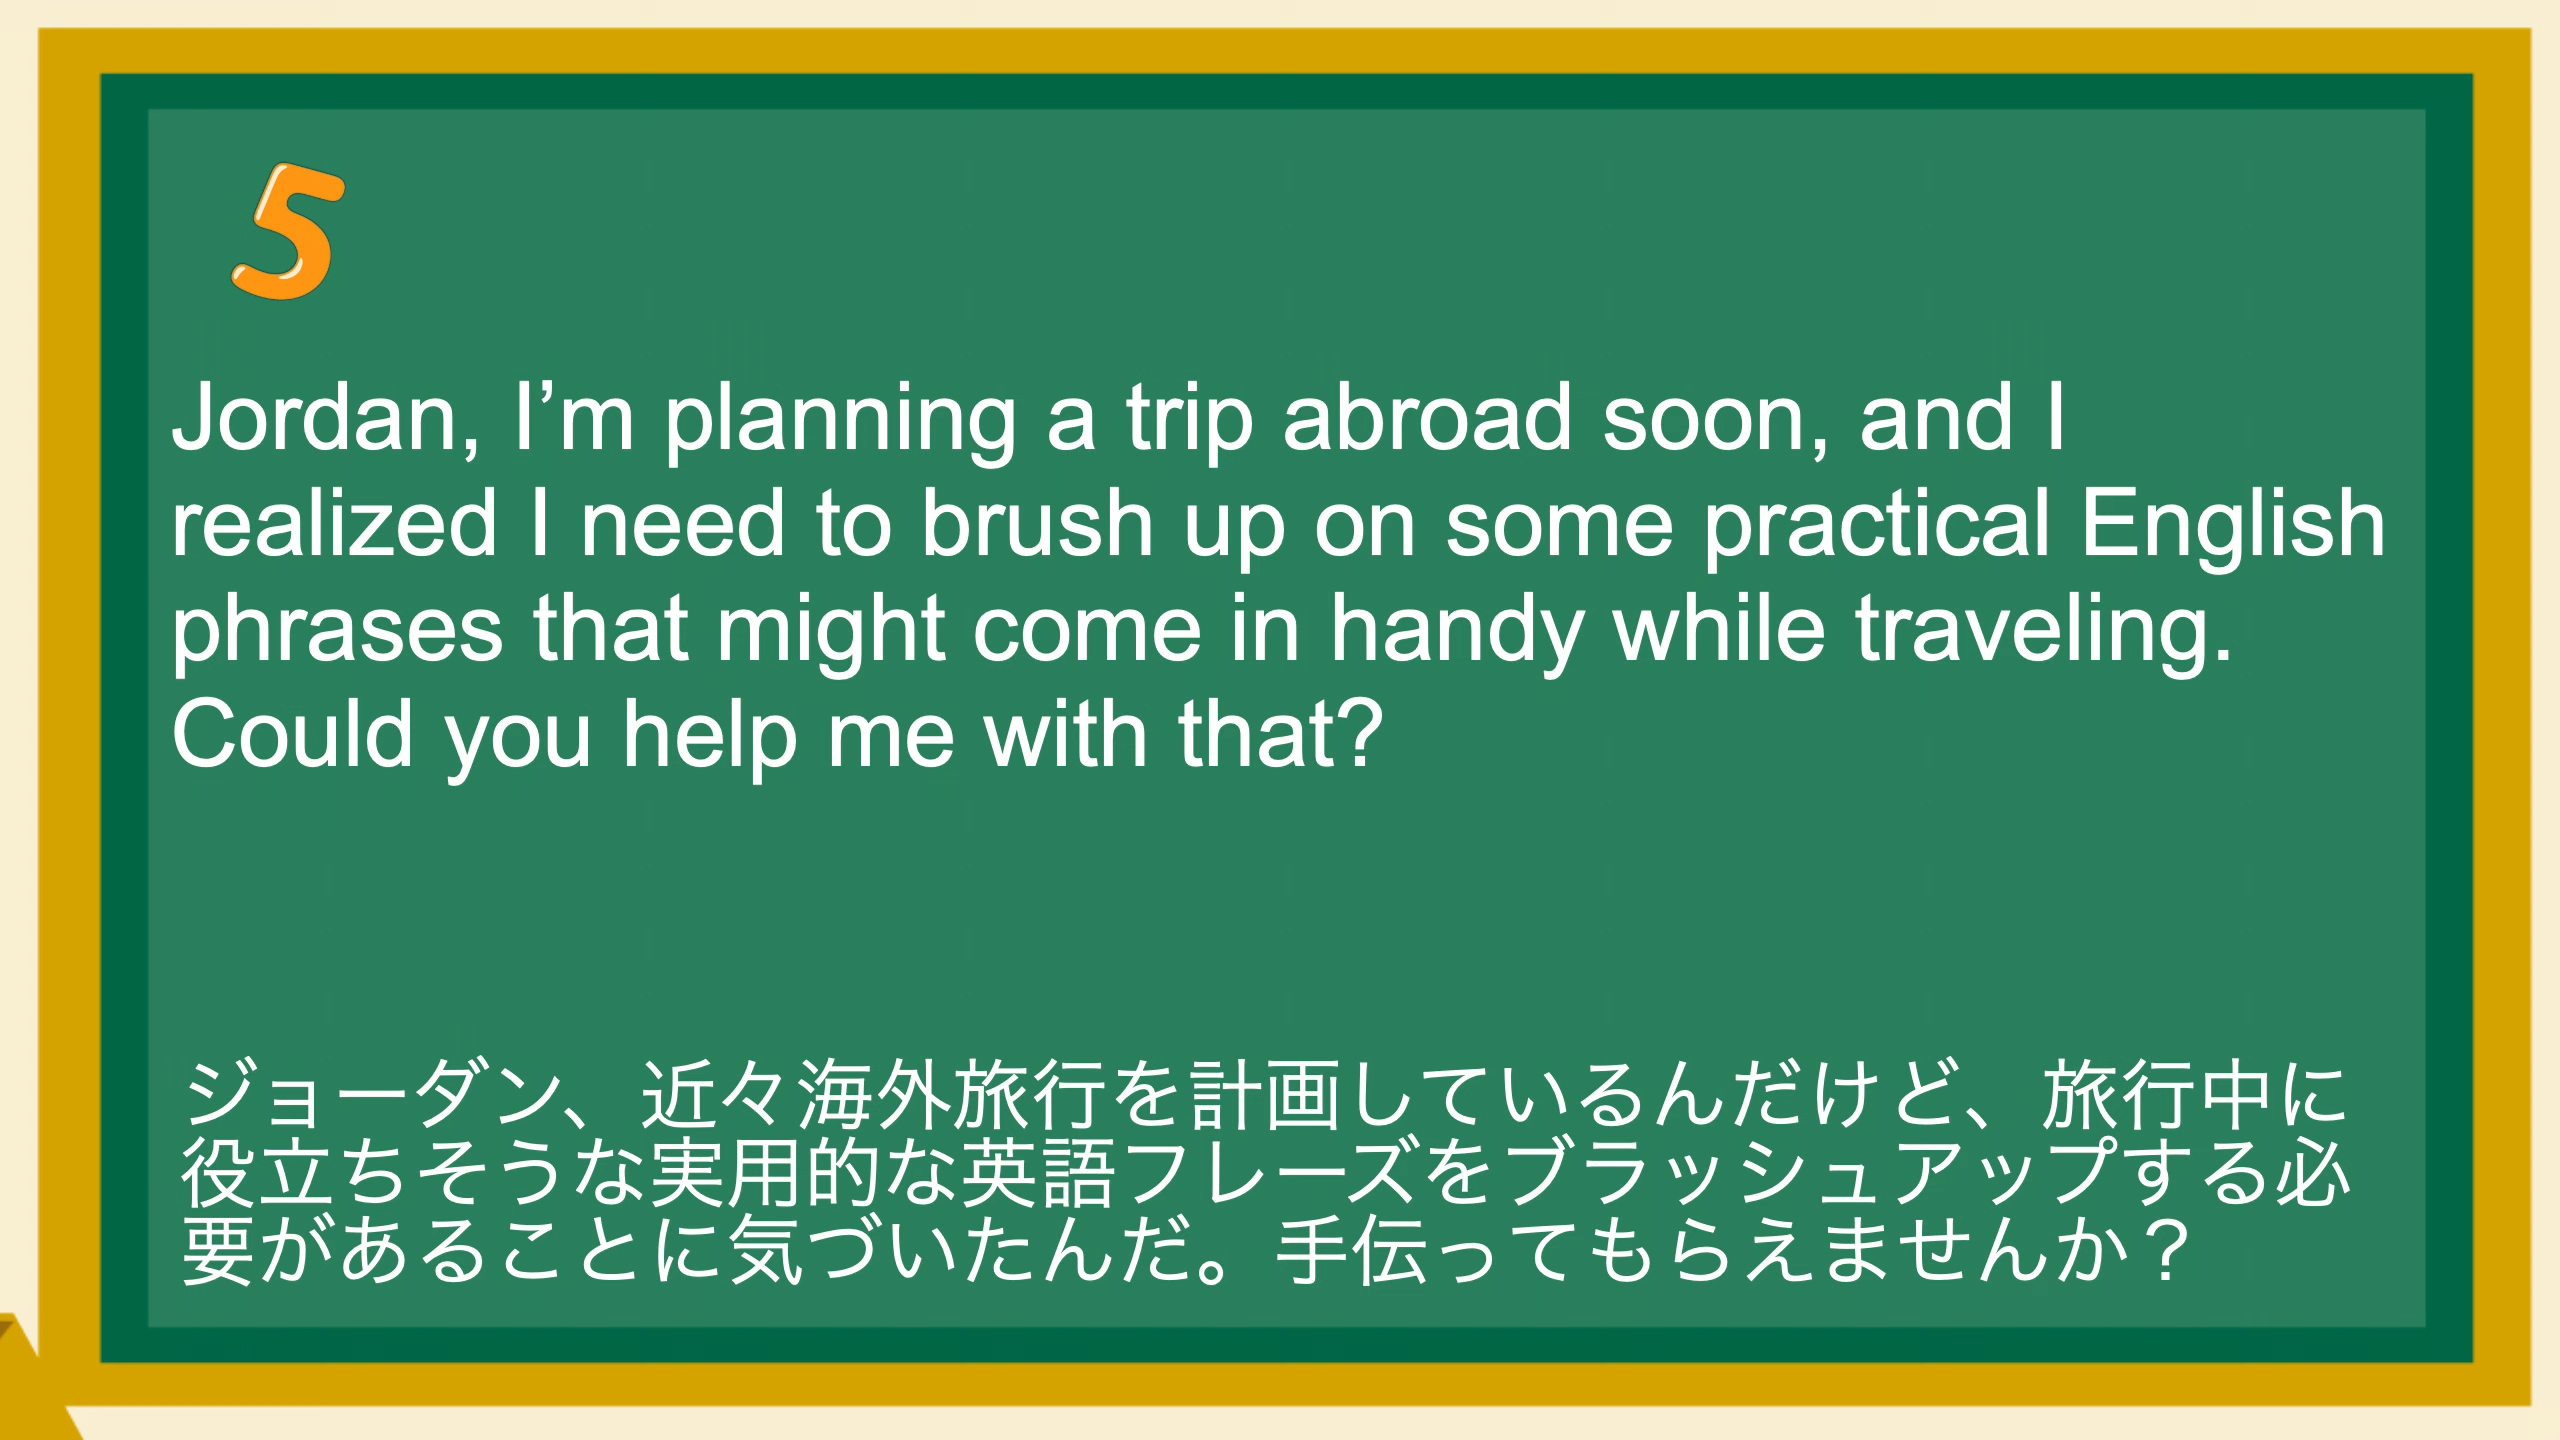 5
Jordan, I’m planning a trip abroad soon, and I
realized I need to brush up on some practical English
phrases that might come in handy while traveling.
Could you help me with that?
ジョーダン、近々海外旅行を計画しているんだけど、旅行中に
役立ちそうな実用的な英語フレーズをブラッシュアップする必
要があることに気づいたんだ。手伝ってもらえませんか？